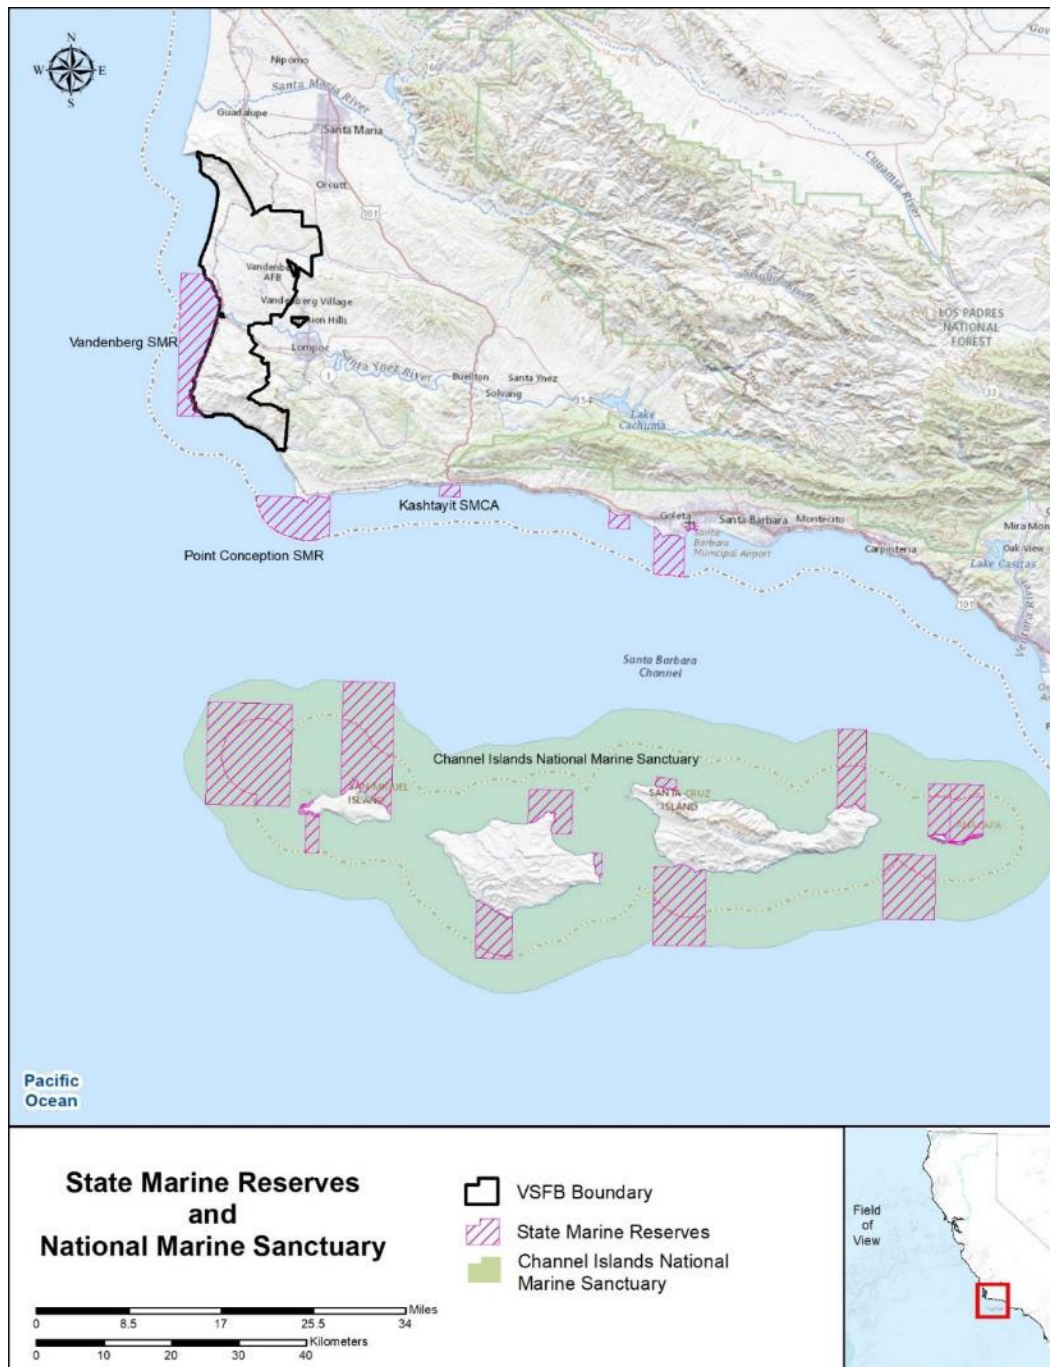 N
W E
S
Nipomo
166
Santa Maria
River
Guadalupe
Santa Maria
Orcutt
101
Cuyama River
Vandenberg
AFB
Vandenberg Village
Vandenberg SMR
Lompoc
1
Santa Ynez River
Buellton
Santa Ynez
Solvang
154
Lake
Cachuma
LOS PADRES
NATIONAL
FOREST
33
Kashtayit SMCA
Point Conception SMR
Goleta
Santa Barbara
Montecito
Santa
Barbara
Municipal Airport
Carpinteria
Mira Mon
Oak View
Lake Casitas
101
Santa Barbara
Channel
Channel Islands National Marine Sanctuary
ISLAND
SANTA CRUZ
ISLAND
Pacific
Ocean
State Marine Reserves
and
National Marine Sanctuary
VSFB Boundary
State Marine Reserves
Channel Islands National
Marine Sanctuary
Miles
0 8.5 17 25.5 34
Kilometers
0 10 20 30 40
Field
of
View